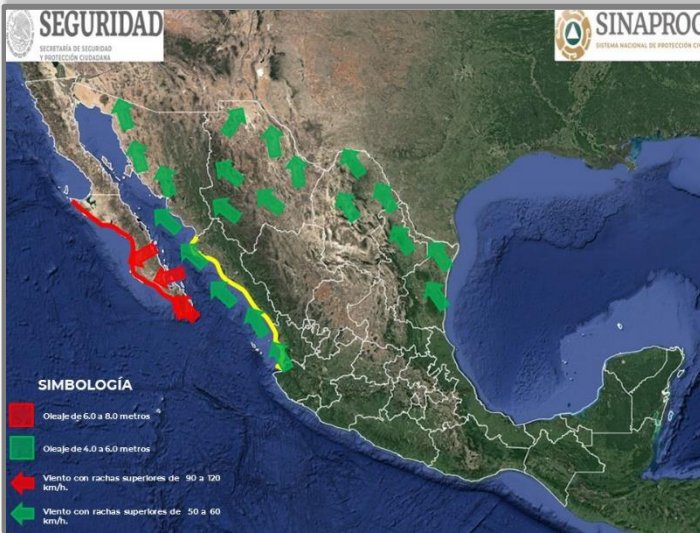 SEGURIDAD
SECRETARÍA DE SEGURIDAD
Y PROTECCIÓN CIUDADANA
SINAPROC
SISTEMA NACIONAL DE PROTECCIÓN CIV
SIMBOLOGÍA
Oleaje de 6.0 a 8.0 metros
Oleaje de 4.0 a 6.0 metros
Viento con rachas superiores de 90 a 120
km/h.
Viento con rachas superiores de 50 a 60
km/h.